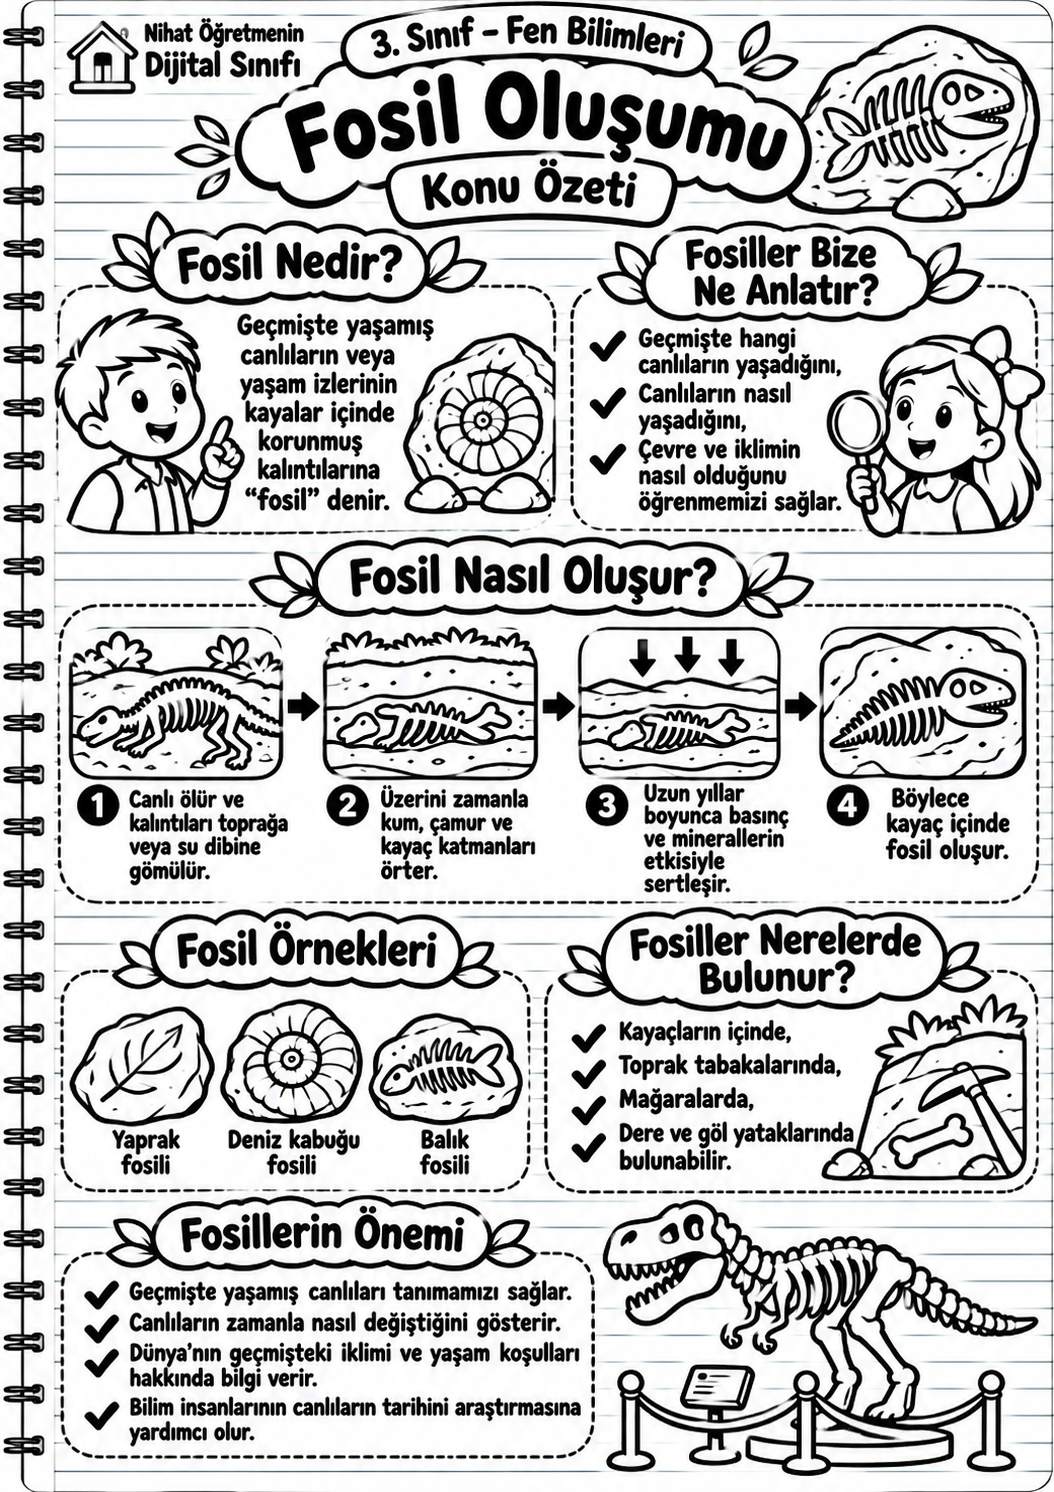 Nihat Öğretmenin
Dijital Sınıfı
3. Sınıf - Fen Bilimleri
Fosil Oluşumu
Konu Özeti
Fosil Nedir?
Geçmişte yaşamış
canlıların veya
yaşam izlerinin
kayalar içinde
korunmuş
kalıntılarına
“fosil” denir.
Fosiller Bize
Ne Anlatır?
Geçmişte hangi
canlıların yaşadığını,
Canlıların nasıl
yaşadığını,
Çevre ve iklimin
nasıl olduğunu
öğrenmemizi sağlar.
Fosil Nasıl Oluşur?
1 Canlı ölür ve
kalıntıları toprağa
veya su dibine
gömülür.
2 Üzerini zamanla
kum, çamur ve
kayaç katmanları
örter.
3 Uzun yıllar
boyunca basınç
ve minerallerin
etkisiyle
sertleşir.
4 Böylece
kayaç içinde
fosil oluşur.
Fosil Örnekleri
Yaprak
fosili
Deniz kabuğu
fosili
Balık
fosili
Fosiller Nerelerde
Bulunur?
Kayaçların içinde,
Toprak tabakalarında,
Mağaralarda,
Dere ve göl yataklarında
bulunabilir.
Fosillerin Önemi
Geçmişte yaşamış canlıları tanımamızı sağlar.
Canlıların zamanla nasıl değiştiğini gösterir.
Dünya’nın geçmişteki iklimi ve yaşam koşulları
hakkında bilgi verir.
Bilim insanlarının canlıların tarihini araştırmasına
yardımcı olur.